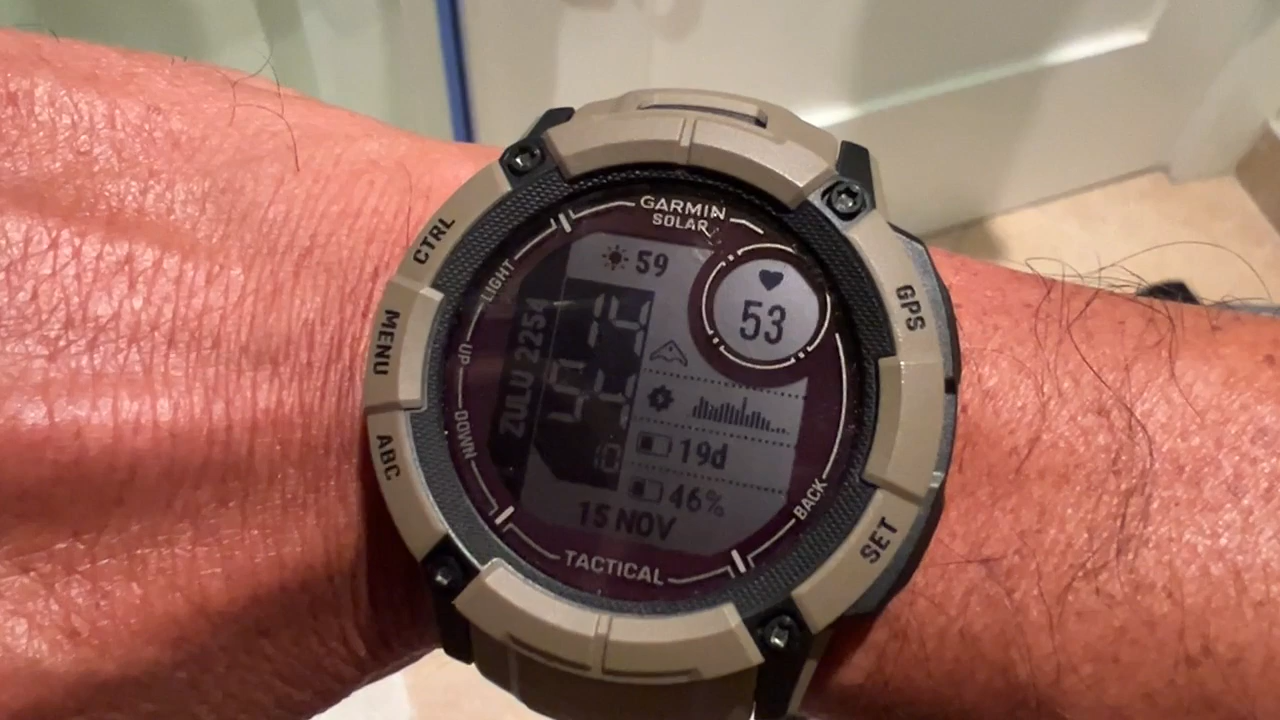 GARMIN
SOLAR
CTRL
LIGHT
GPS
59
53
MENU
UP
ZULU 2254
DOWN
19d
ABC
46%
BACK
15 NOV
SET
TACTICAL